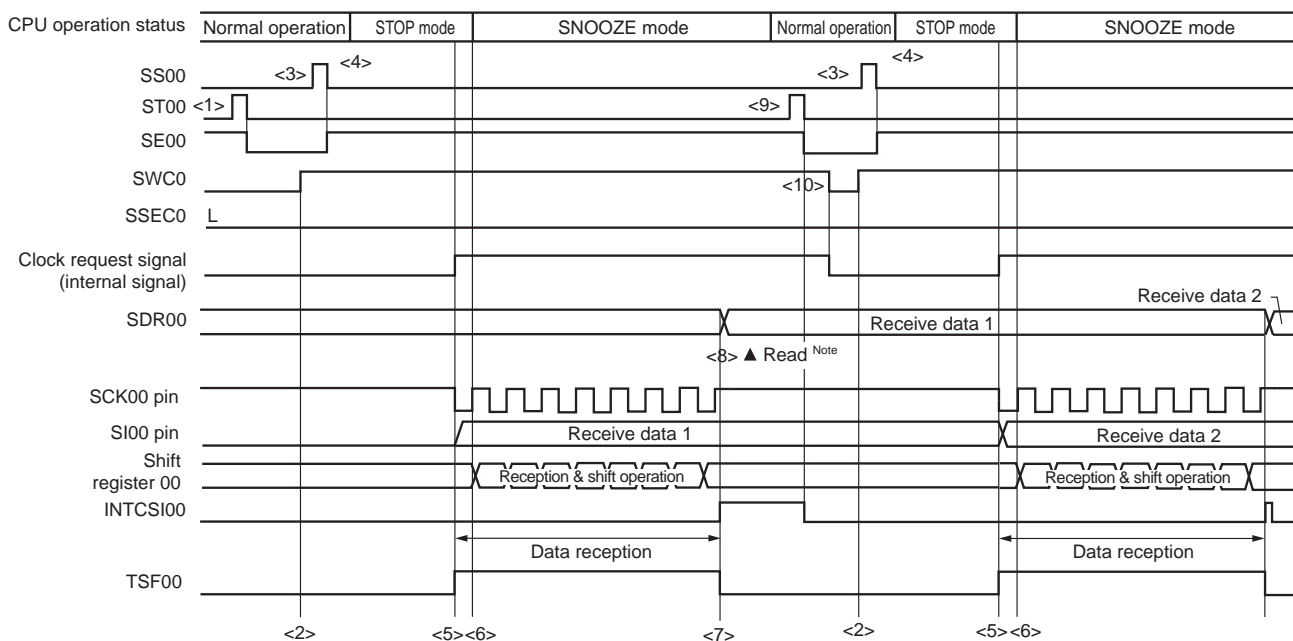 CPU operation status Normal operation STOP mode SNOOZE mode Normal operation STOP mode SNOOZE mode
<3> <4> <3> <4>
SS00
ST00 <1> <9>
SE00
SWC0 <10>
SSEC0 L
Clock request signal
(internal signal)
Receive data 2
SDR00 Receive data 1
<8> ▲ Read Note
SCK00 pin
SI00 pin Receive data 1 Receive data 2
Shift
register 00 Reception & shift operation Reception & shift operation
INTCSI00
Data reception Data reception
TSF00
<2> <5> <6> <7> <2> <5> <6>